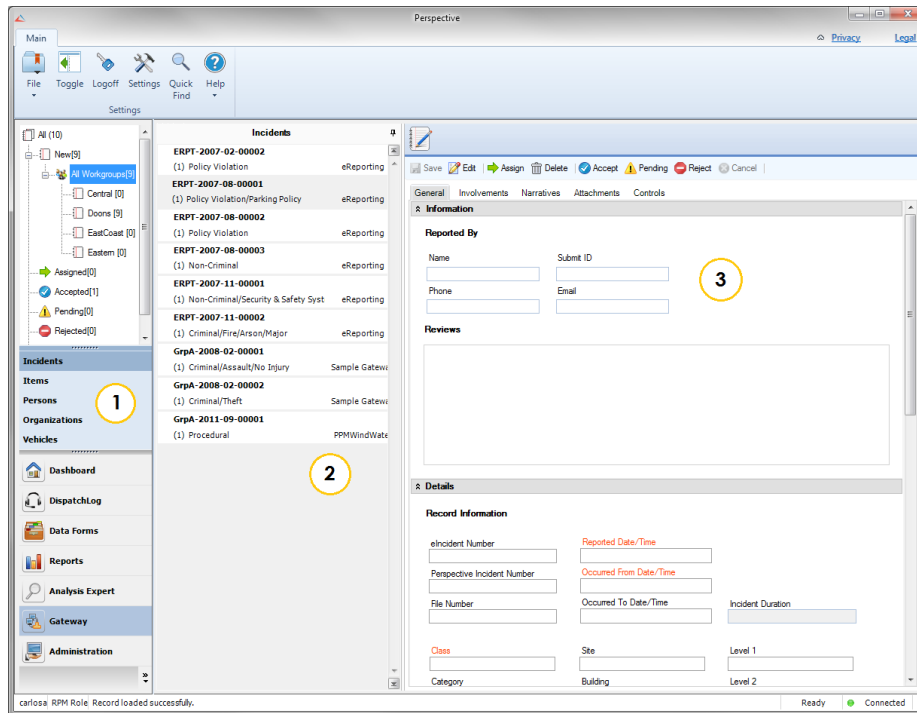 Perspective
Main
Privacy
Legal
File
Toggle
Logoff
Settings
Quick Find
Help
Settings
All (10)
New[9]
All Workgroups[9]
Central [0]
Doons [9]
EastCoast [0]
Eastern [0]
Assigned[0]
Accepted[1]
Pending[0]
Rejected[0]
Incidents
Items
Persons
Organizations
Vehicles
1
Dashboard
DispatchLog
Data Forms
Reports
Analysis Expert
Gateway
Administration
Incidents
ERPT-2007-02-00002
(1) Policy Violation eReporting
ERPT-2007-08-00001
(1) Policy Violation/Parking Policy eReporting
ERPT-2007-08-00002
(1) Policy Violation eReporting
ERPT-2007-08-00003
(1) Non-Criminal eReporting
ERPT-2007-11-00001
(1) Non-Criminal/Security & Safety Syst eReporting
ERPT-2007-11-00002
(1) Criminal/Fire/Arson/Major eReporting
GrpA-2008-02-00001
(1) Criminal/Assault/No Injury Sample Gatewa
GrpA-2008-02-00002
(1) Criminal/Theft Sample Gatewa
GrpA-2011-09-00001
(1) Procedural PPMWindWate
2
Save Edit Assign Delete Accept Pending Reject Cancel
General Involvements Narratives Attachments Controls
Information
Reported By
Name Submit ID
Phone Email
3
Reviews
Details
Record Information
eIncident Number Reported Date/Time
Perspective Incident Number Occurred From Date/Time
File Number Occurred To Date/Time Incident Duration
Class Site Level 1
Category Building Level 2
carlosa RPM Role Record loaded successfully. Ready Connected